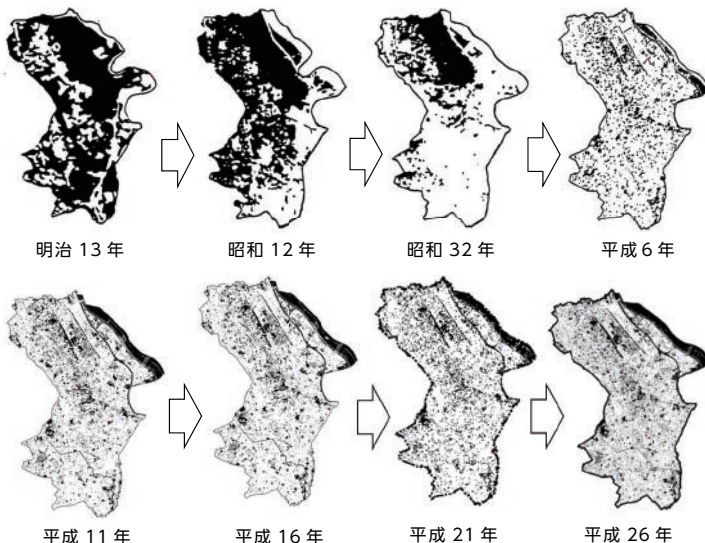 明治 13 年
昭和 12 年
昭和 32 年
平成 6 年
平成 11 年
平成 16 年
平成 21 年
平成 26 年